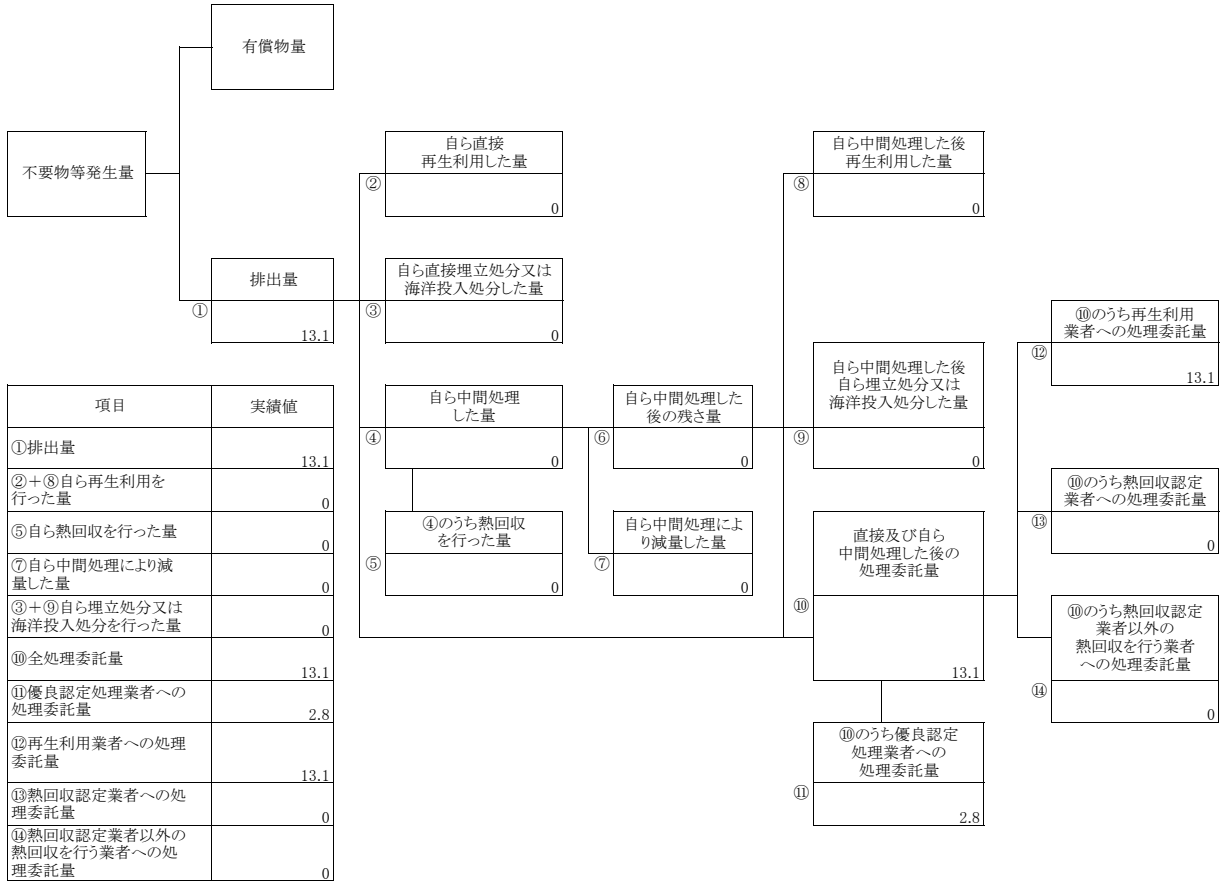 有償物量
不要物等発生量
自ら直接
再生利用した量
②
0
自ら中間処理した後
再生利用した量
⑧
0
排出量
①
13.1
自ら直接埋立処分又は
海洋投入処分した量
③
0
⑩のうち再生利用
業者への処理委託量
⑫
13.1
自ら中間処理
した量
④
0
自ら中間処理した
後の残さ量
⑥
0
自ら中間処理した後
自ら埋立処分又は
海洋投入処分した量
⑨
0
④のうち熱回収
を行った量
⑤
0
自ら中間処理によ
り減量した量
⑦
0
直接及び自ら
中間処理した後の
処理委託量
⑩
13.1
⑩のうち熱回収認定
業者への処理委託量
⑬
0
⑩のうち熱回収認定
業者以外の
熱回収を行う業者
への処理委託量
⑭
0
⑩のうち優良認定
処理業者への
処理委託量
⑪
2.8
項目 実績値
①排出量
13.1
②＋⑧自ら再生利用を
行った量
0
⑤自ら熱回収を行った量
0
⑦自ら中間処理により減
量した量
0
③＋⑨自ら埋立処分又は
海洋投入処分を行った量
0
⑩全処理委託量
13.1
⑪優良認定処理業者への
処理委託量
2.8
⑫再生利用業者への処理
委託量
13.1
⑬熱回収認定業者への処
理委託量
0
⑭熱回収認定業者以外の
熱回収を行う業者への処
理委託量
0